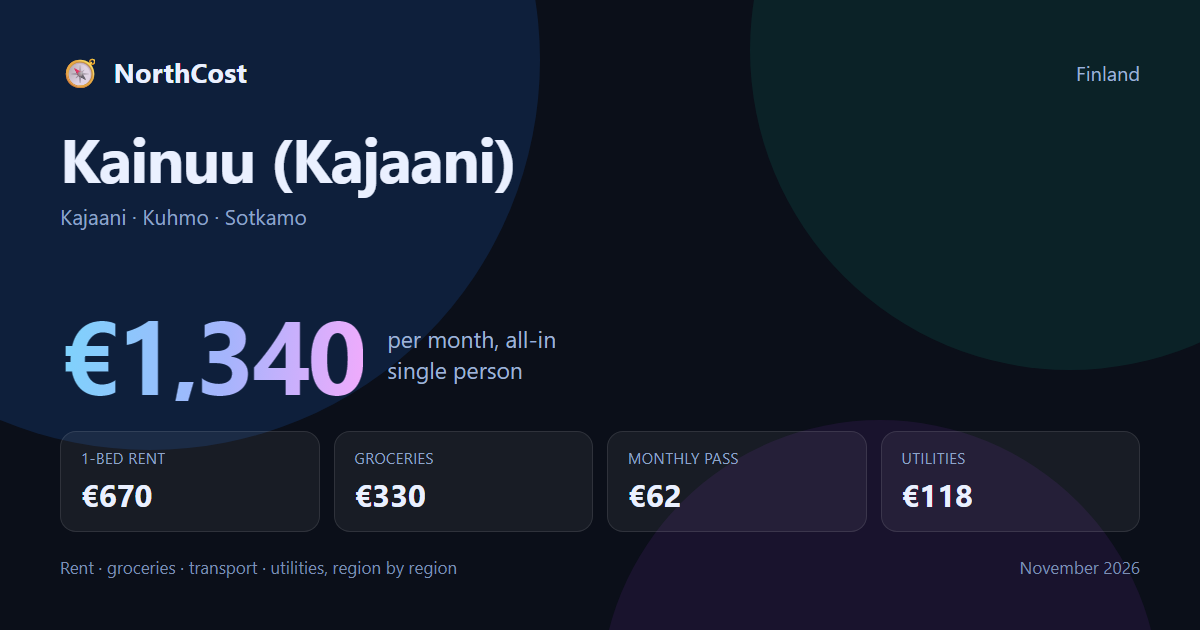 NorthCost
Finland
Kainuu (Kajaani)
Kajaani · Kuhmo · Sotkamo
€1,340
per month, all-in
single person
1-BED RENT
€670
GROCERIES
€330
MONTHLY PASS
€62
UTILITIES
€118
Rent · groceries · transport · utilities, region by region
November 2026